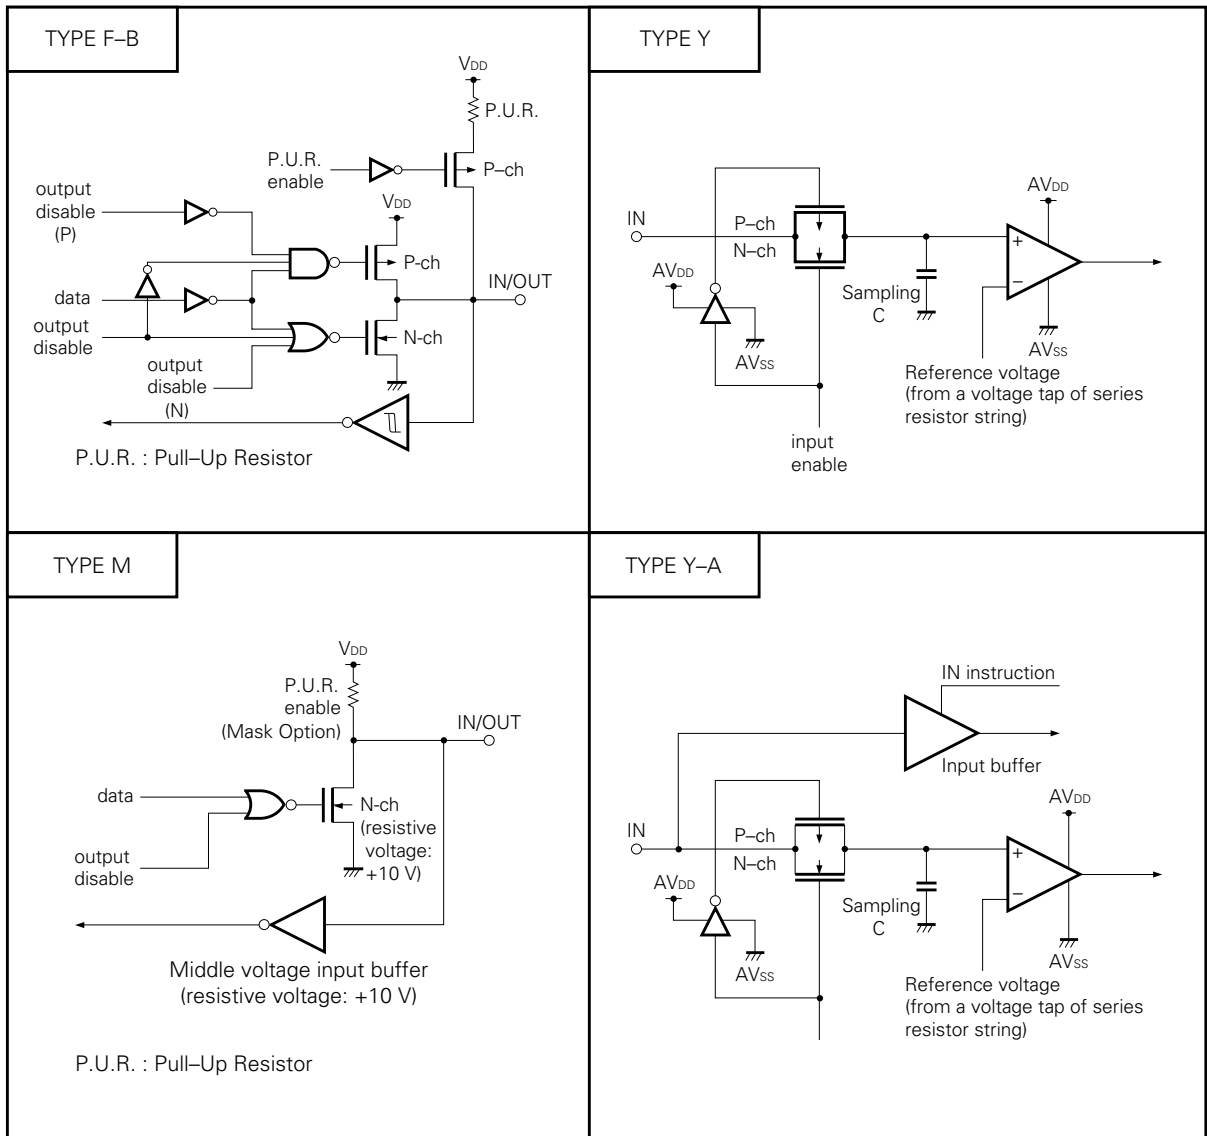 TYPE F–B
VDD
P.U.R.
P.U.R.
enable
P–ch
output
disable
(P)
VDD
P-ch
IN/OUT
data
output
disable
N-ch
output
disable
(N)
P.U.R. : Pull–Up Resistor
TYPE Y
IN
P–ch
N–ch
AVDD
AVDD
+
−
Sampling
C
AVSS
AVSS
Reference voltage
(from a voltage tap of series
resistor string)
input
enable
TYPE M
VDD
P.U.R.
enable
(Mask Option)
IN/OUT
data
N-ch
(resistive
voltage:
+10 V)
output
disable
Middle voltage input buffer
(resistive voltage: +10 V)
P.U.R. : Pull–Up Resistor
TYPE Y–A
IN instruction
Input buffer
IN
P–ch
N–ch
AVDD
AVDD
+
−
Sampling
C
AVSS
AVSS
Reference voltage
(from a voltage tap of series
resistor string)